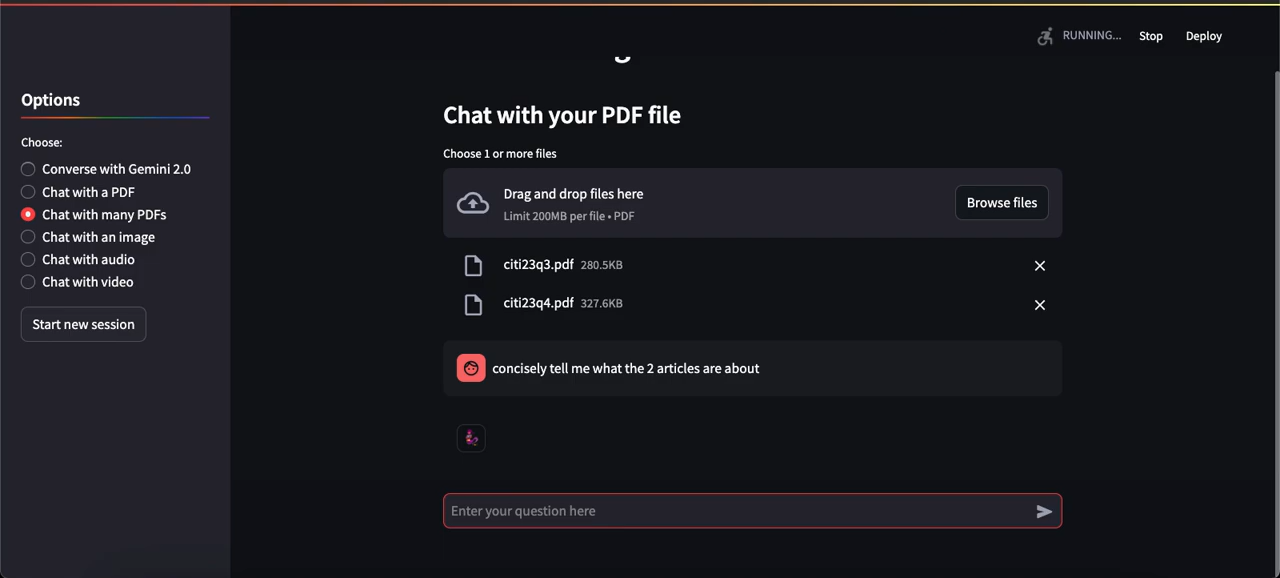 RUNNING...
Stop
Deploy
Options
Choose:
Converse with Gemini 2.0
Chat with a PDF
Chat with many PDFs
Chat with an image
Chat with audio
Chat with video
Start new session
Chat with your PDF file
Choose 1 or more files
Drag and drop files here
Limit 200MB per file • PDF
Browse files
citi23q3.pdf 280.5KB
citi23q4.pdf 327.6KB
concisely tell me what the 2 articles are about
Enter your question here